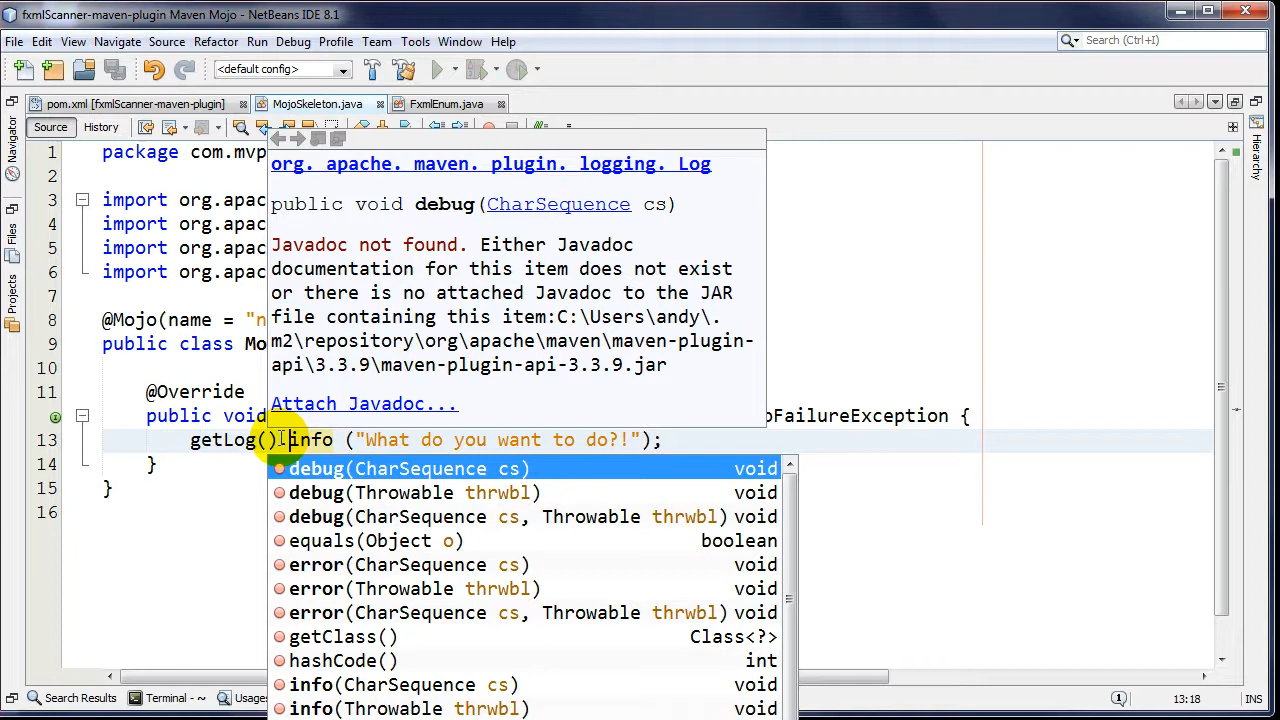 fxmlScanner-maven-plugin Maven Mojo - NetBeans IDE 8.1
File Edit View Navigate Source Refactor Run Debug Profile Team Tools Window Help
Search (Ctrl+I)
<default config>
pom.xml [fxmlScanner-maven-plugin] MojoSkeleton.java FxmlEnum.java
Navigator
Files
Projects
Hierarchy
Source History
1 package com.mvp
2
3 import org.apac
4 import org.apac
5 import org.apac
6 import org.apac
7
8 @Mojo(name = "n
9 public class Mo
10
11 @Override
public void oFailureException {
13 getLog().info ("What do you want to do?!");
14 }
15 }
16
org. apache. maven. plugin. logging. Log
public void debug(CharSequence cs)
Javadoc not found. Either Javadoc
documentation for this item does not exist
or there is no attached Javadoc to the JAR
file containing this item:C:\Users\andy\.
m2\repository\org\apache\maven\maven-plugin-
api\3.3.9\maven-plugin-api-3.3.9.jar
Attach Javadoc...
debug(CharSequence cs) void
debug(Throwable thrwbl) void
debug(CharSequence cs, Throwable thrwbl) void
equals(Object o) boolean
error(CharSequence cs) void
error(Throwable thrwbl) void
error(CharSequence cs, Throwable thrwbl) void
getClass() Class<?>
hashCode() int
info(CharSequence cs) void
info(Throwable thrwbl) void
Search Results Terminal - ~ Usages
1 13:18 INS